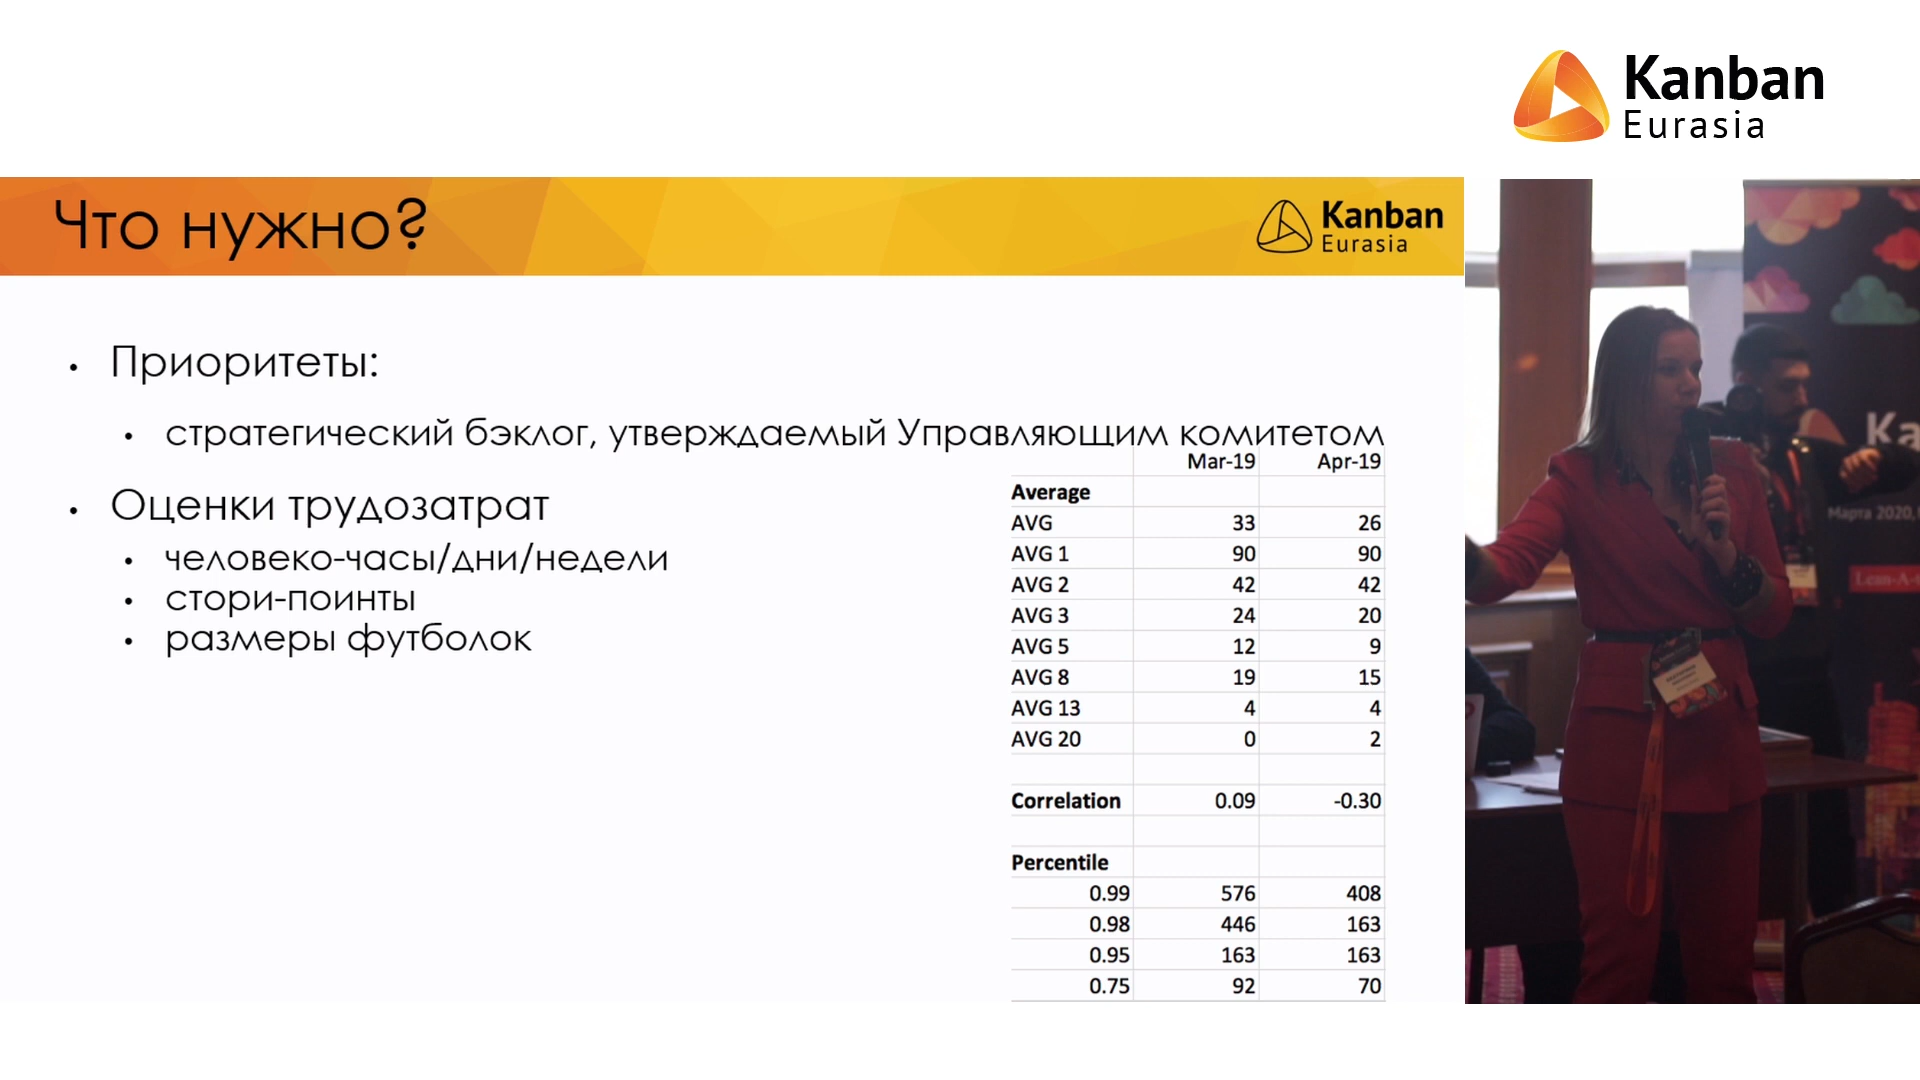 Kanban
Eurasia
Что нужно?
Kanban
Eurasia
• Приоритеты:
• стратегический бэклог, утверждаемый Управляющим комитетом
• Оценки трудозатрат
• человеко-часы/дни/недели
• стори-поинты
• размеры футболок
Mar-19 Apr-19
Average
AVG 33 26
AVG 1 90 90
AVG 2 42 42
AVG 3 24 20
AVG 5 12 9
AVG 8 19 15
AVG 13 4 4
AVG 20 0 2
Correlation 0.09 -0.30
Percentile
0.99 576 408
0.98 446 163
0.95 163 163
0.75 92 70
Ka
Марта 2020,
Lean-A-